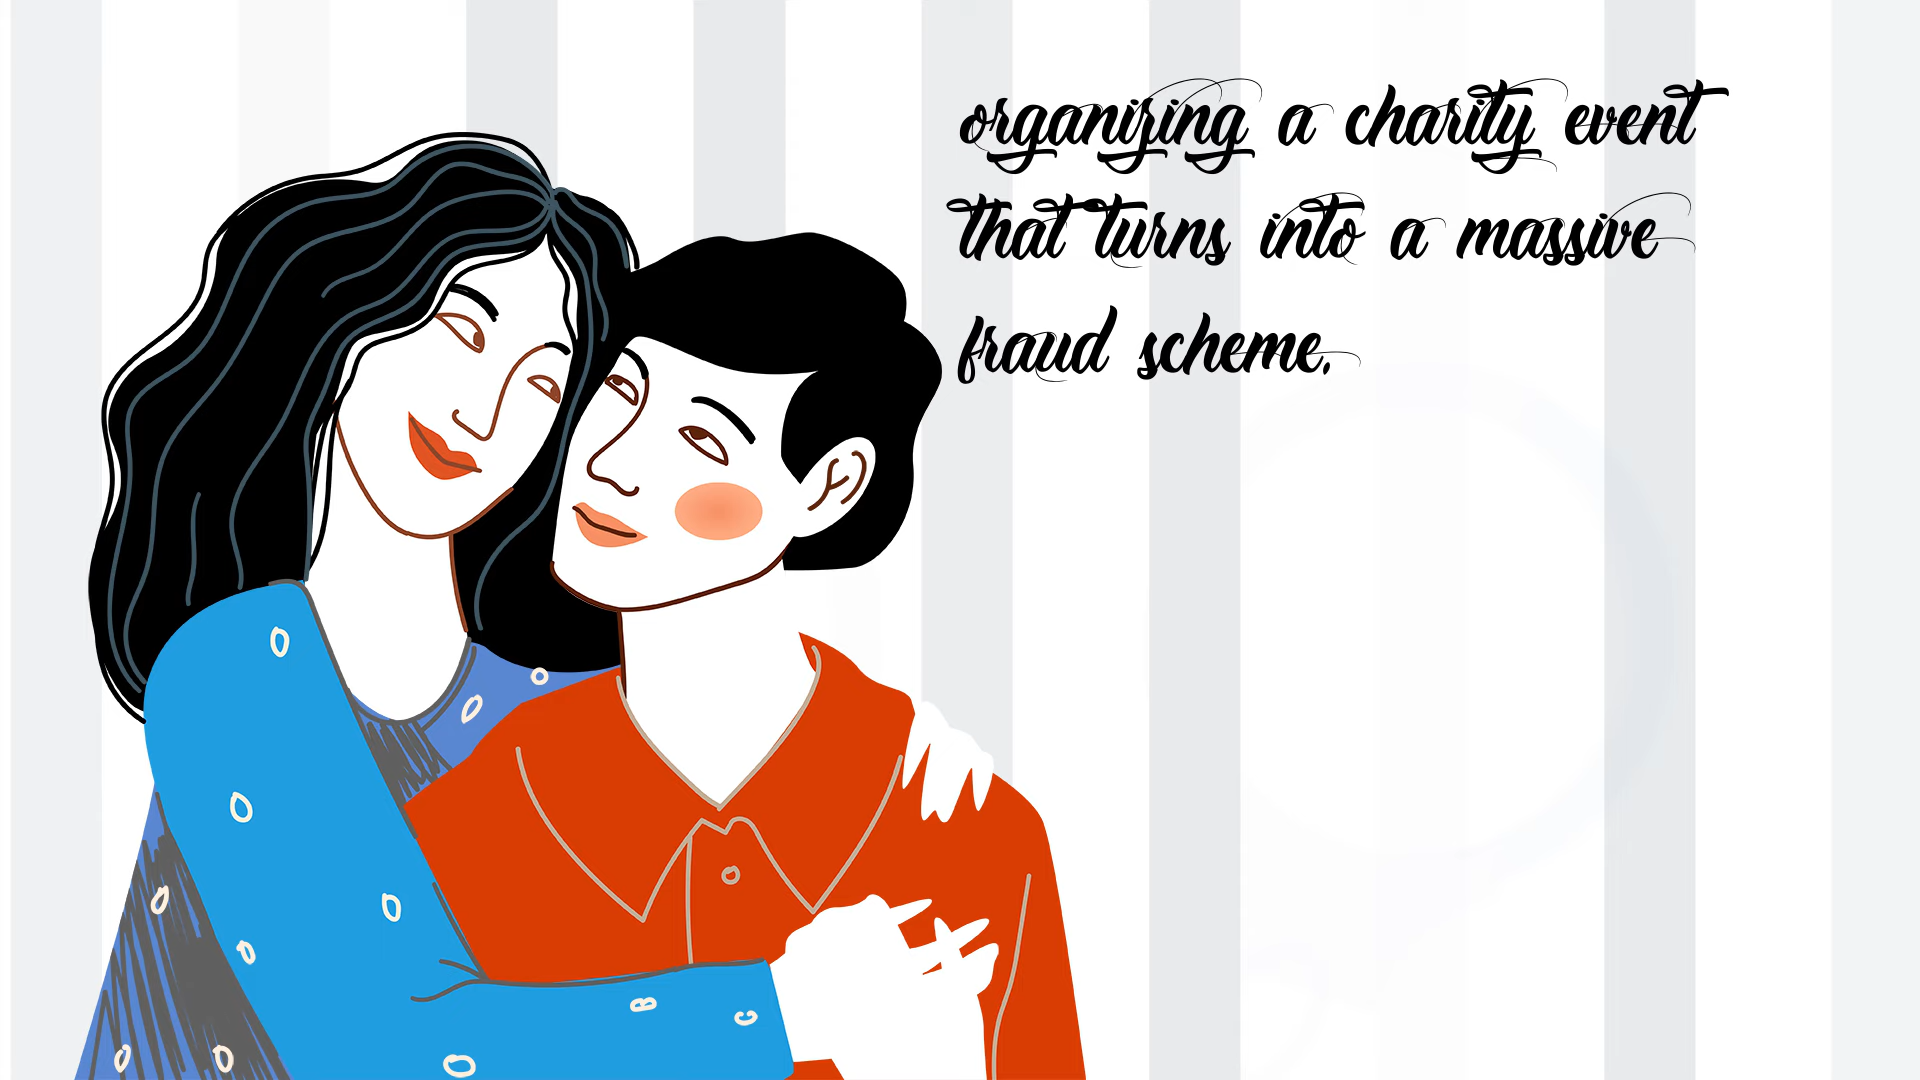 organizing a charity event
that turns into a massive
fraud scheme.
B
C